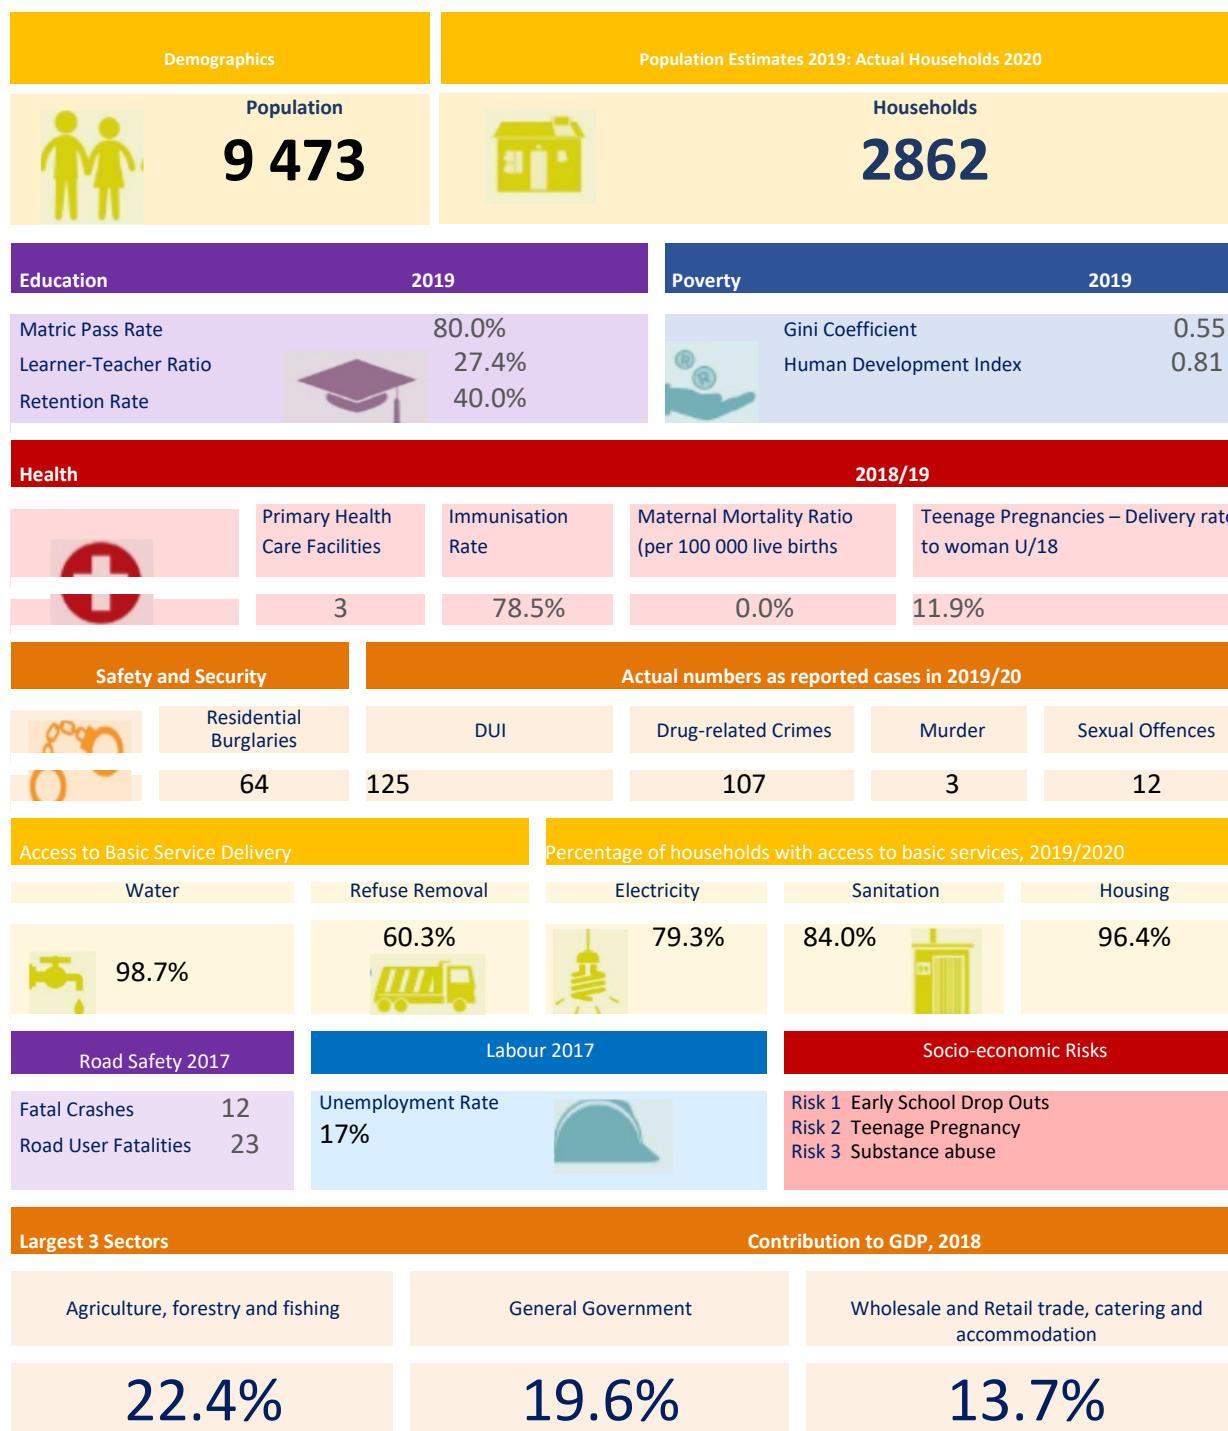 Demographics
Population Estimates 2019: Actual Households 2020
Population
9 473
Households
2862
Education 2019
Matric Pass Rate 80.0%
Learner-Teacher Ratio 27.4%
Retention Rate 40.0%
Poverty 2019
Gini Coefficient 0.55
Human Development Index 0.81
Health 2018/19
Primary Health
Care Facilities
Immunisation
Rate
Maternal Mortality Ratio
(per 100 000 live births
Teenage Pregnancies – Delivery rate
to woman U/18
3 78.5% 0.0% 11.9%
Safety and Security
Actual numbers as reported cases in 2019/20
Residential
Burglaries
DUI
Drug-related Crimes
Murder
Sexual Offences
64 125 107 3 12
Access to Basic Service Delivery
Percentage of households with access to basic services, 2019/2020
Water
Refuse Removal
Electricity
Sanitation
Housing
98.7%
60.3%
79.3%
84.0%
96.4%
Road Safety 2017
Fatal Crashes 12
Road User Fatalities 23
Labour 2017
Unemployment Rate
17%
Socio-economic Risks
Risk 1 Early School Drop Outs
Risk 2 Teenage Pregnancy
Risk 3 Substance abuse
Largest 3 Sectors
Contribution to GDP, 2018
Agriculture, forestry and fishing
General Government
Wholesale and Retail trade, catering and
accommodation
22.4%
19.6%
13.7%